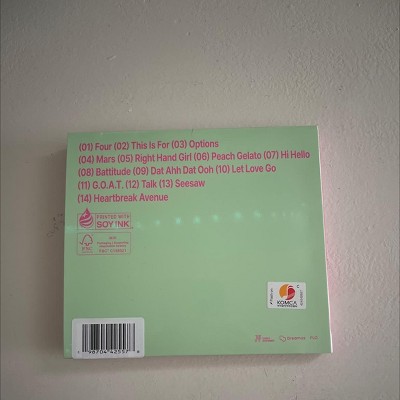 (01) Four (02) This Is For (03) Options
(04) Mars (05) Right Hand Girl (06) Peach Gelato (07) Hi Hello
(08) Battitude (09) Dat Ahh Dat Ooh (10) Let Love Go
(11) G.O.A.T. (12) Talk (13) Seesaw
(14) Heartbreak Avenue
PRINTED WITH
SOY INK
FSC
KOMCA